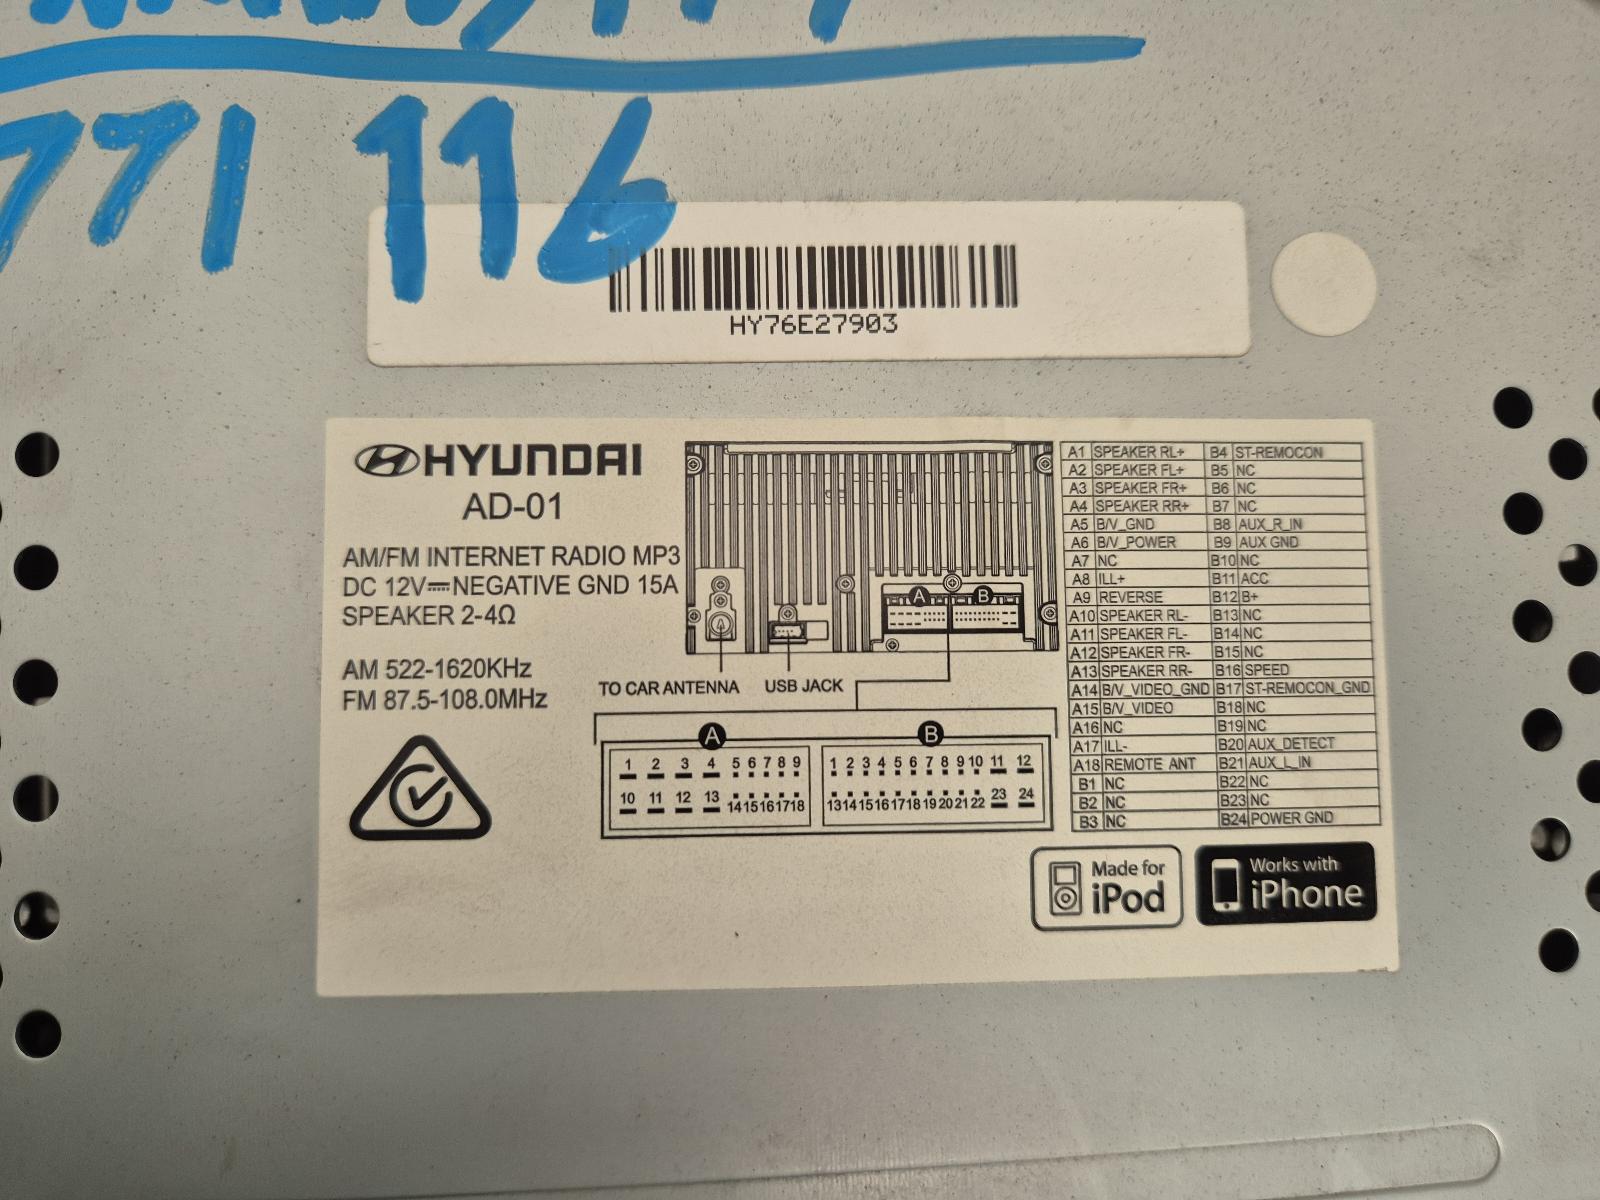 771 116
HY76E27903
HYUNDAI
AD-01
AM/FM INTERNET RADIO MP3
DC 12V⎓NEGATIVE GND 15A
SPEAKER 2-4Ω
AM 522-1620KHz
FM 87.5-108.0MHz
A B
TO CAR ANTENNA USB JACK
A B
1 2 3 4 5 6 7 8 9 1 2 3 4 5 6 7 8 9 10 11 12
10 11 12 13 14 15 16 17 18 13 14 15 16 17 18 19 20 21 22 23 24
A1 SPEAKER RL+ B4 ST-REMOCON
A2 SPEAKER FL+ B5 NC
A3 SPEAKER FR+ B6 NC
A4 SPEAKER RR+ B7 NC
A5 B/V_GND B8 AUX_R_IN
A6 B/V_POWER B9 AUX GND
A7 NC B10 NC
A8 ILL+ B11 ACC
A9 REVERSE B12 B+
A10 SPEAKER RL- B13 NC
A11 SPEAKER FL- B14 NC
A12 SPEAKER FR- B15 NC
A13 SPEAKER RR- B16 SPEED
A14 B/V_VIDEO_GND B17 ST-REMOCON_GND
A15 B/V_VIDEO B18 NC
A16 NC B19 NC
A17 ILL- B20 AUX_DETECT
A18 REMOTE ANT B21 AUX_L_IN
B1 NC B22 NC
B2 NC B23 NC
B3 NC B24 POWER GND
Made for
iPod
Works with
iPhone